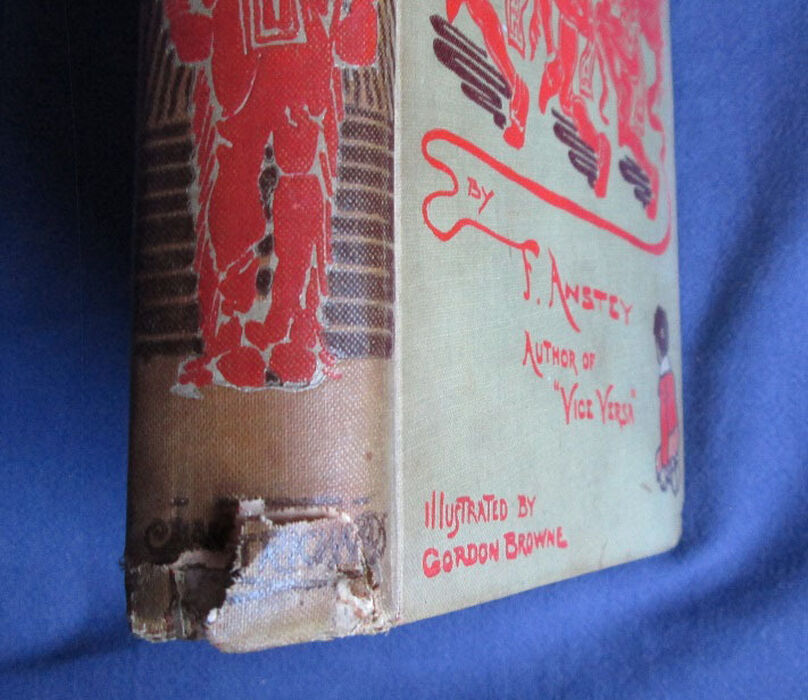 BY
F. ANSTEY
AUTHOR OF
"VICE VERSA"
ILLUSTRATED BY
GORDON BROWNE